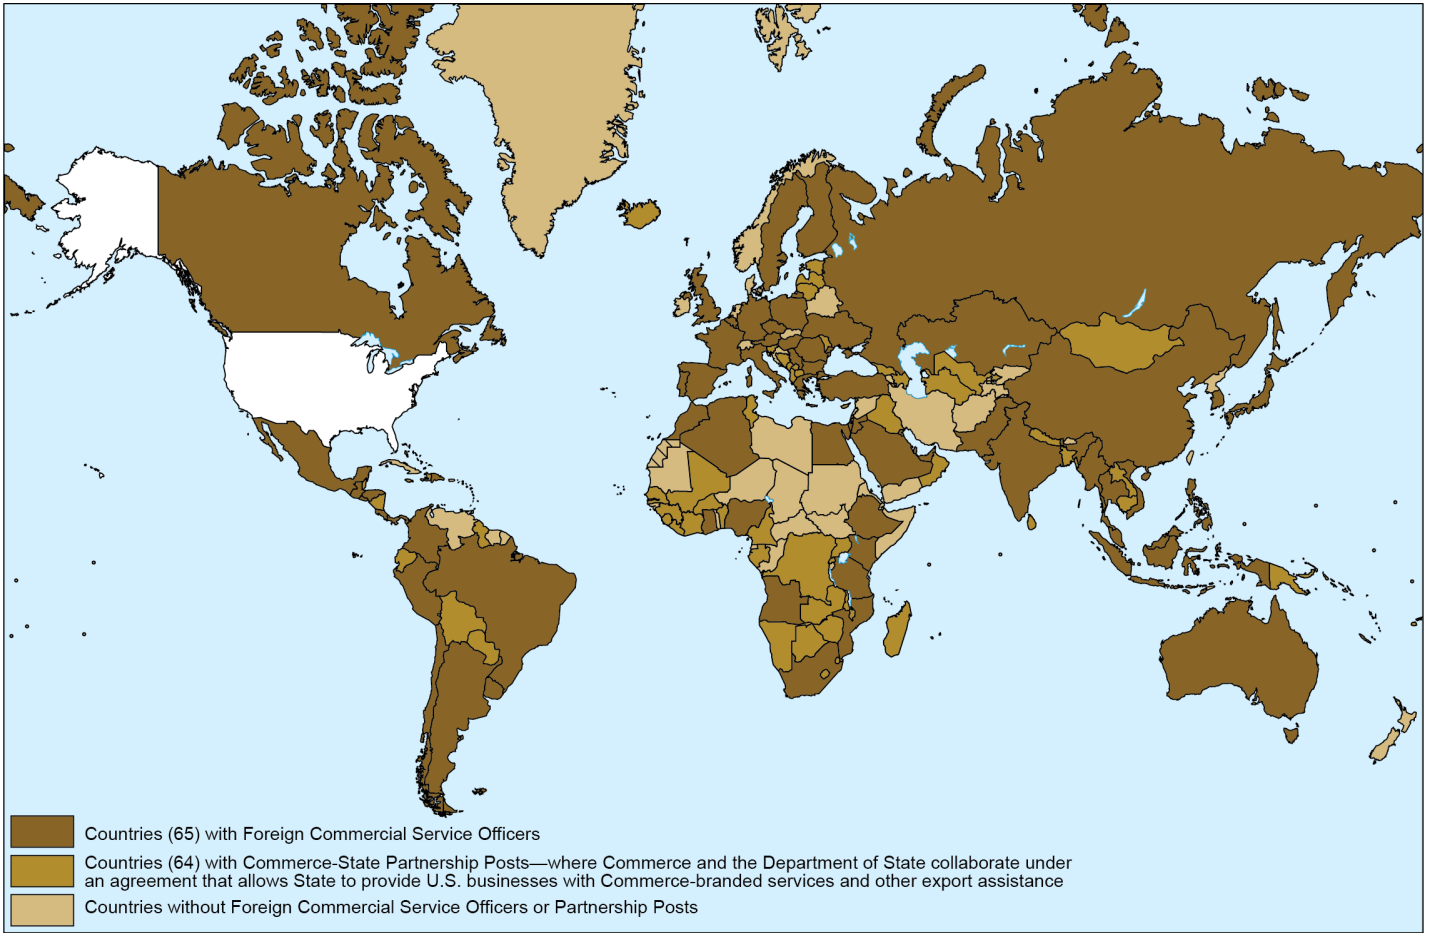 Countries (65) with Foreign Commercial Service Officers
Countries (64) with Commerce-State Partnership Posts—where Commerce and the Department of State collaborate under
an agreement that allows State to provide U.S. businesses with Commerce-branded services and other export assistance
Countries without Foreign Commercial Service Officers or Partnership Posts